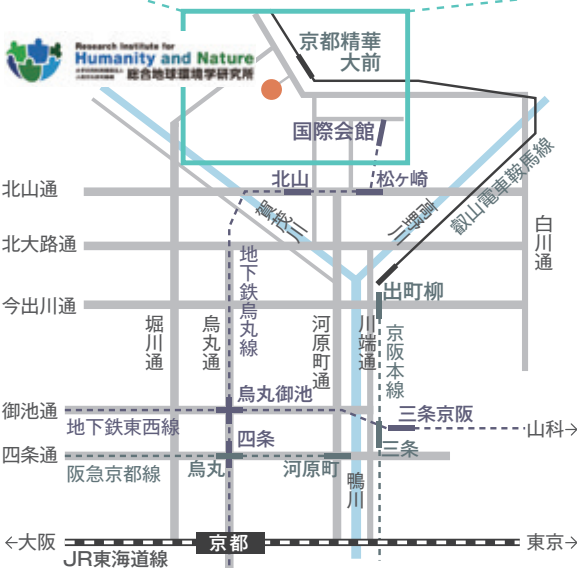 Research Institute for
Humanity and Nature
総合地球環境学研究所
京都精華
大前
国際会館
北山
松ヶ崎
北山通
賀茂川
高野川
叡山電車鞍馬線
白川通
北大路通
地下鉄烏丸線
出町柳
今出川通
堀川通
烏丸通
河原町通
川端通
京阪本線
烏丸御池
御池通
三条京阪
地下鉄東西線
山科→
四条
三条
四条通
阪急京都線
烏丸
河原町
鴨川
←大阪
京都
東京→
JR東海道線